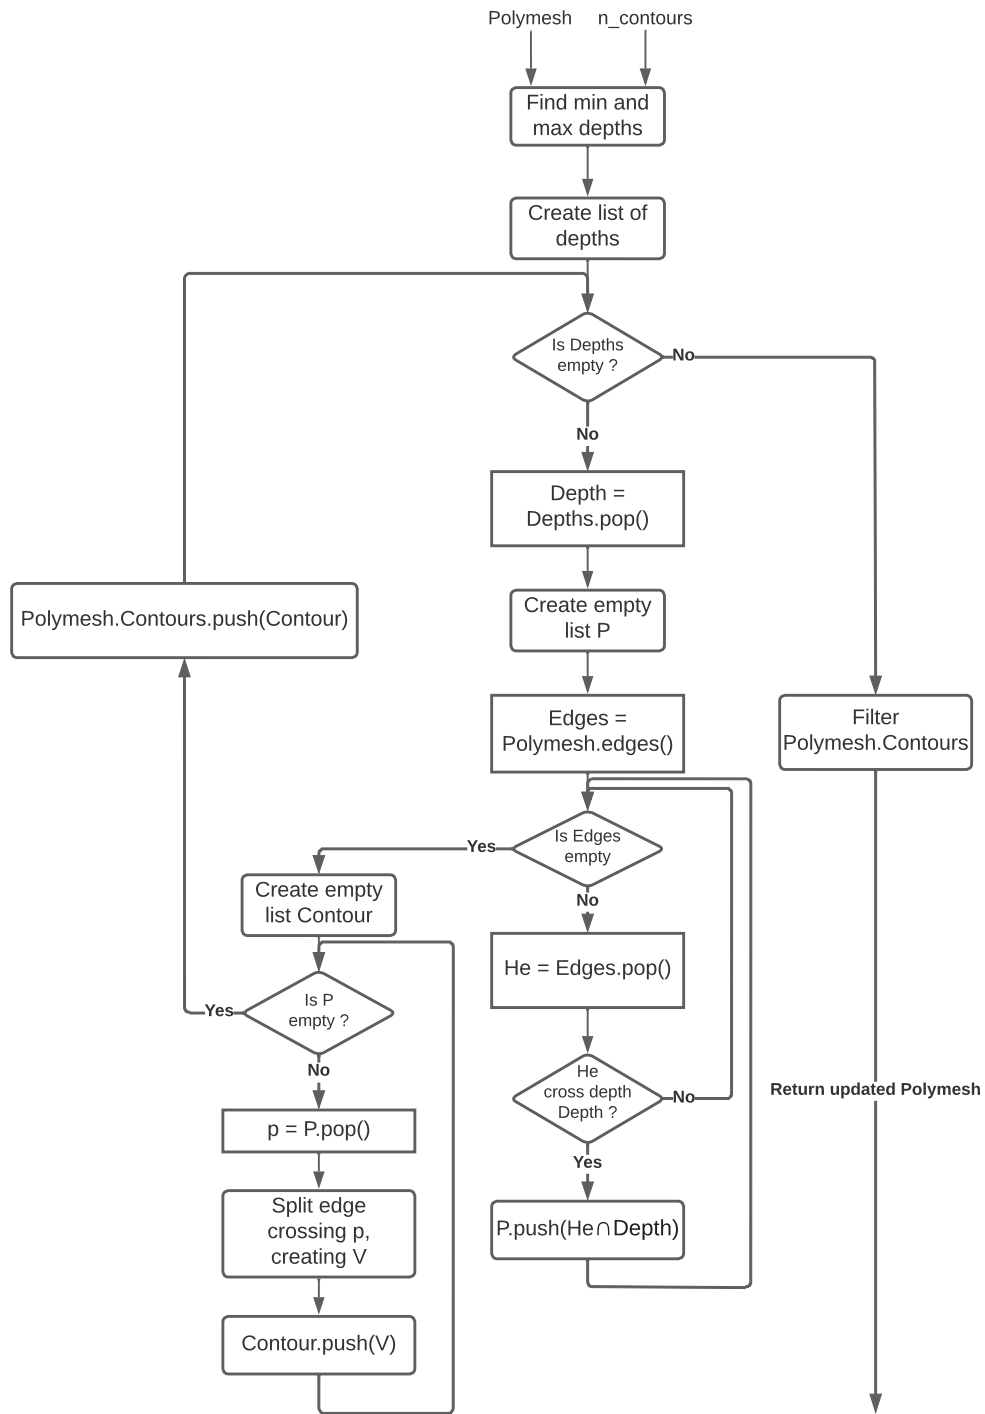 Polymesh
n_contours
Find min and
max depths
Create list of
depths
Is Depths
empty ?
No
No
Depth =
Depths.pop()
Polymesh.Contours.push(Contour)
Create empty
list P
Edges =
Polymesh.edges()
Filter
Polymesh.Contours
Is Edges
empty
Yes
No
Create empty
list Contour
He = Edges.pop()
Is P
empty ?
Yes
No
He
cross depth
Depth ?
No
Yes
Return updated Polymesh
p = P.pop()
Split edge
crossing p,
creating V
P.push(He∩Depth)
Contour.push(V)